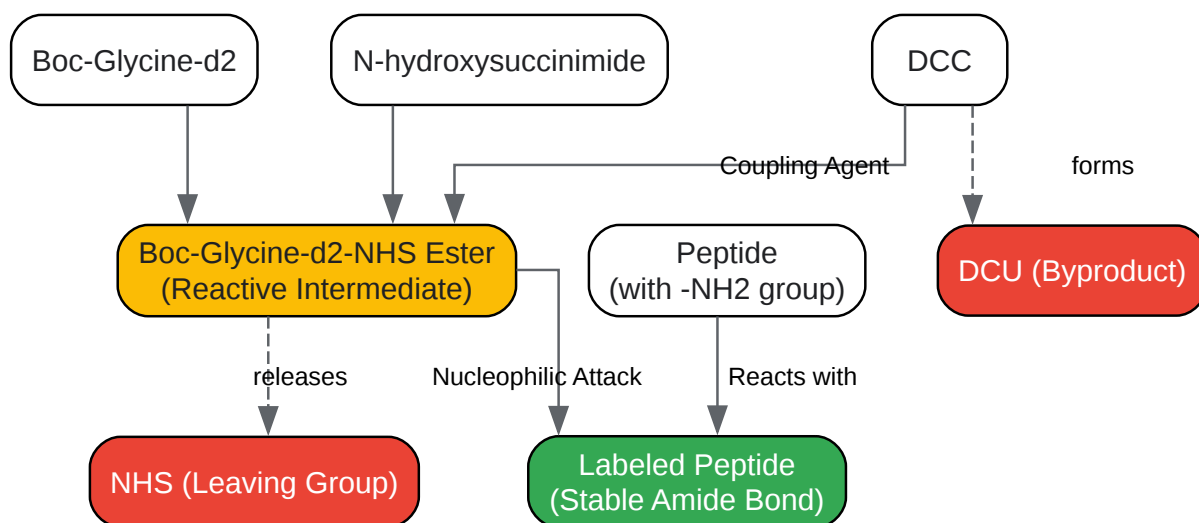 Boc-Glycine-d2
N-hydroxysuccinimide
DCC
Coupling Agent
forms
Boc-Glycine-d2-NHS Ester
(Reactive Intermediate)
Peptide
(with -NH2 group)
DCU (Byproduct)
releases
Nucleophilic Attack
Reacts with
NHS (Leaving Group)
Labeled Peptide
(Stable Amide Bond)